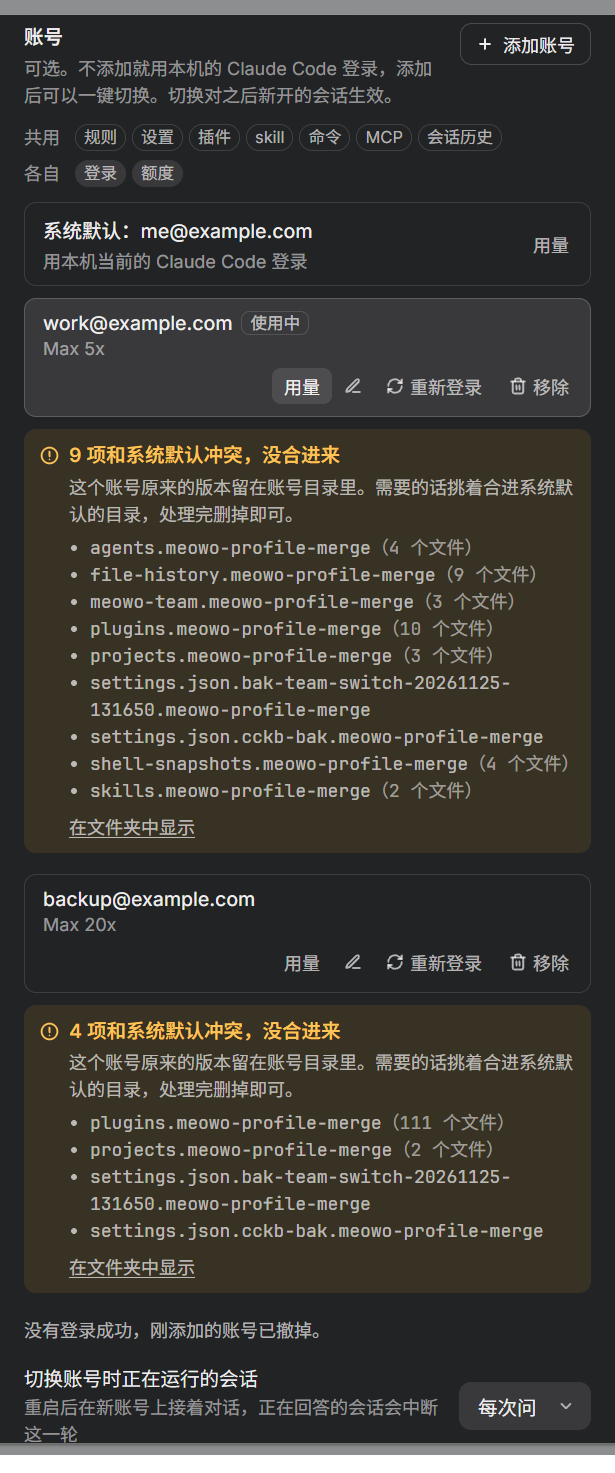 账号
+ 添加账号
可选。不添加就用本机的 Claude Code 登录，添加
后可以一键切换。切换对之后新开的会话生效。
共用 规则 设置 插件 skill 命令 MCP 会话历史
各自 登录 额度
系统默认：me@example.com
用本机当前的 Claude Code 登录
用量
work@example.com 使用中
Max 5x
用量 重新登录 移除
9 项和系统默认冲突，没合进来
这个账号原来的版本留在账号目录里。需要的话挑着合进系统默
认的目录，处理完删掉即可。
• agents.meowo-profile-merge（4 个文件）
• file-history.meowo-profile-merge（9 个文件）
• meowo-team.meowo-profile-merge（3 个文件）
• plugins.meowo-profile-merge（10 个文件）
• projects.meowo-profile-merge（3 个文件）
• settings.json.bak-team-switch-20261125-
131650.meowo-profile-merge
• settings.json.cckb-bak.meowo-profile-merge
• shell-snapshots.meowo-profile-merge（4 个文件）
• skills.meowo-profile-merge（2 个文件）
在文件夹中显示
backup@example.com
Max 20x
用量 重新登录 移除
4 项和系统默认冲突，没合进来
这个账号原来的版本留在账号目录里。需要的话挑着合进系统默
认的目录，处理完删掉即可。
• plugins.meowo-profile-merge（111 个文件）
• projects.meowo-profile-merge（2 个文件）
• settings.json.bak-team-switch-20261125-
131650.meowo-profile-merge
• settings.json.cckb-bak.meowo-profile-merge
在文件夹中显示
没有登录成功，刚添加的账号已撤掉。
切换账号时正在运行的会话
重启后在新账号上接着对话，正在回答的会话会中断
这一轮
每次问